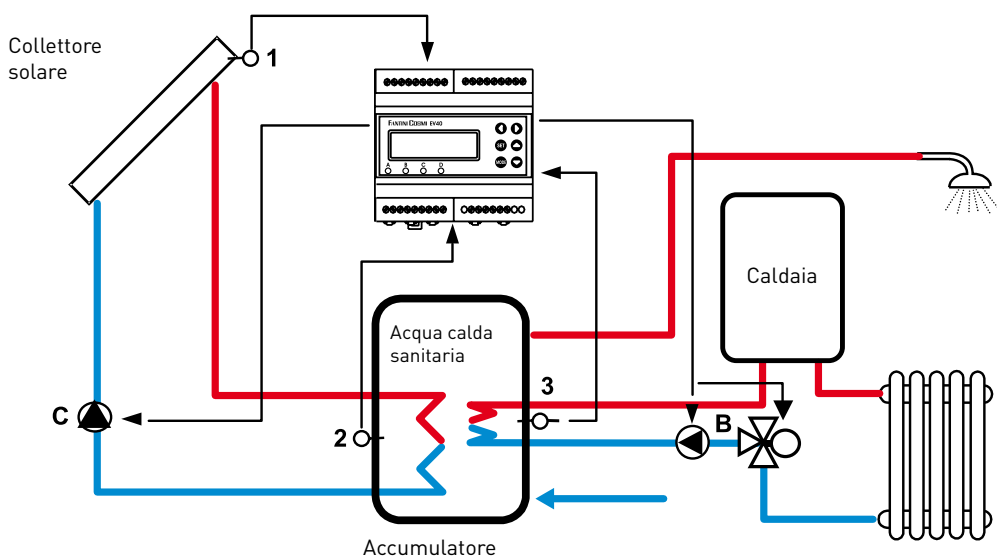 Collettore
solare
1
FANTINI COSMI EV40
SET
MODE
A B C D
Caldaia
Acqua calda
sanitaria
3
2
C
B
Accumulatore